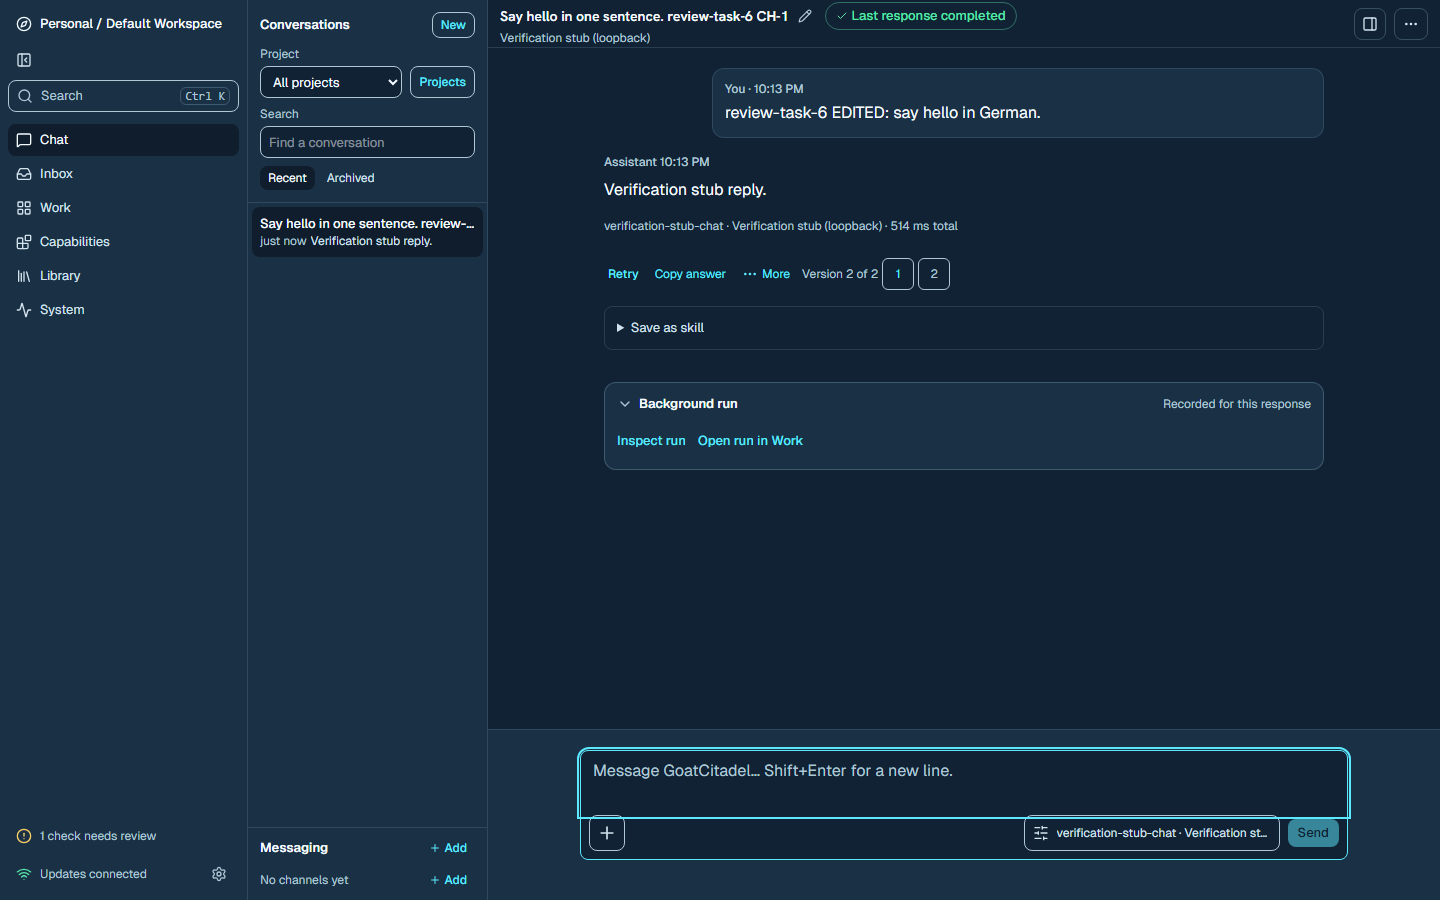 Personal / Default Workspace
Search
Ctrl K
Chat
Inbox
Work
Capabilities
Library
System
1 check needs review
Updates connected
Conversations
New
Project
All projects
Projects
Search
Find a conversation
Recent
Archived
Say hello in one sentence. review-...
just now Verification stub reply.
Messaging
+ Add
No channels yet
+ Add
Say hello in one sentence. review-task-6 CH-1
Last response completed
Verification stub (loopback)
You · 10:13 PM
review-task-6 EDITED: say hello in German.
Assistant 10:13 PM
Verification stub reply.
verification-stub-chat · Verification stub (loopback) · 514 ms total
Retry
Copy answer
··· More
Version 2 of 2
1
2
Save as skill
Background run
Recorded for this response
Inspect run
Open run in Work
Message GoatCitadel... Shift+Enter for a new line.
verification-stub-chat · Verification st...
Send